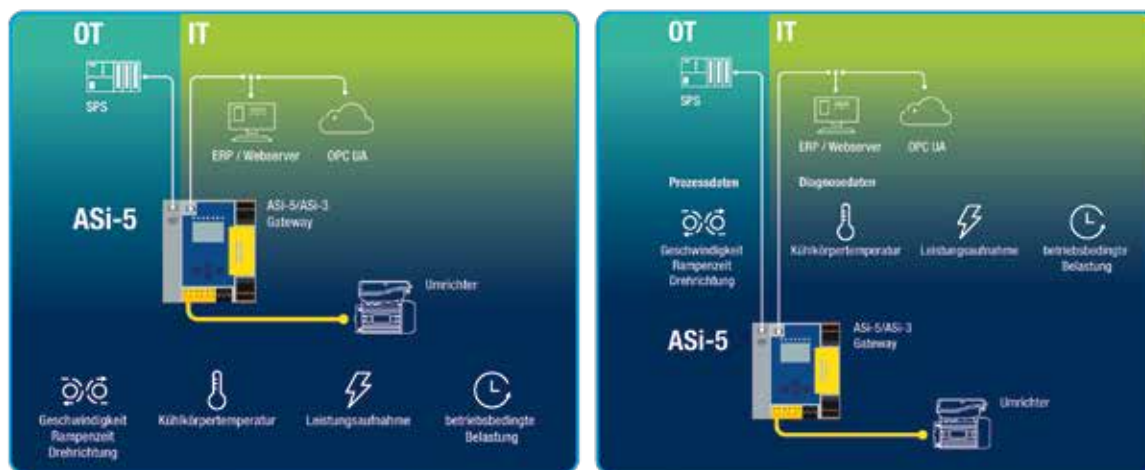 OT
IT
SPS
ERP / Webserver
OPC UA
ASi-5
ASi-5/ASi-3
Gateway
Umrichter
Geschwindigkeit
Rampenzeit
Drehrichtung
Kühlkörpertemperatur
Leistungsaufnahme
betriebsbedingte
Belastung
OT
IT
SPS
ERP / Webserver
OPC UA
Prozessdaten
Diagnosedaten
Geschwindigkeit
Rampenzeit
Drehrichtung
Kühlkörpertemperatur
Leistungsaufnahme
betriebsbedingte
Belastung
ASi-5
ASi-5/ASi-3
Gateway
Umrichter